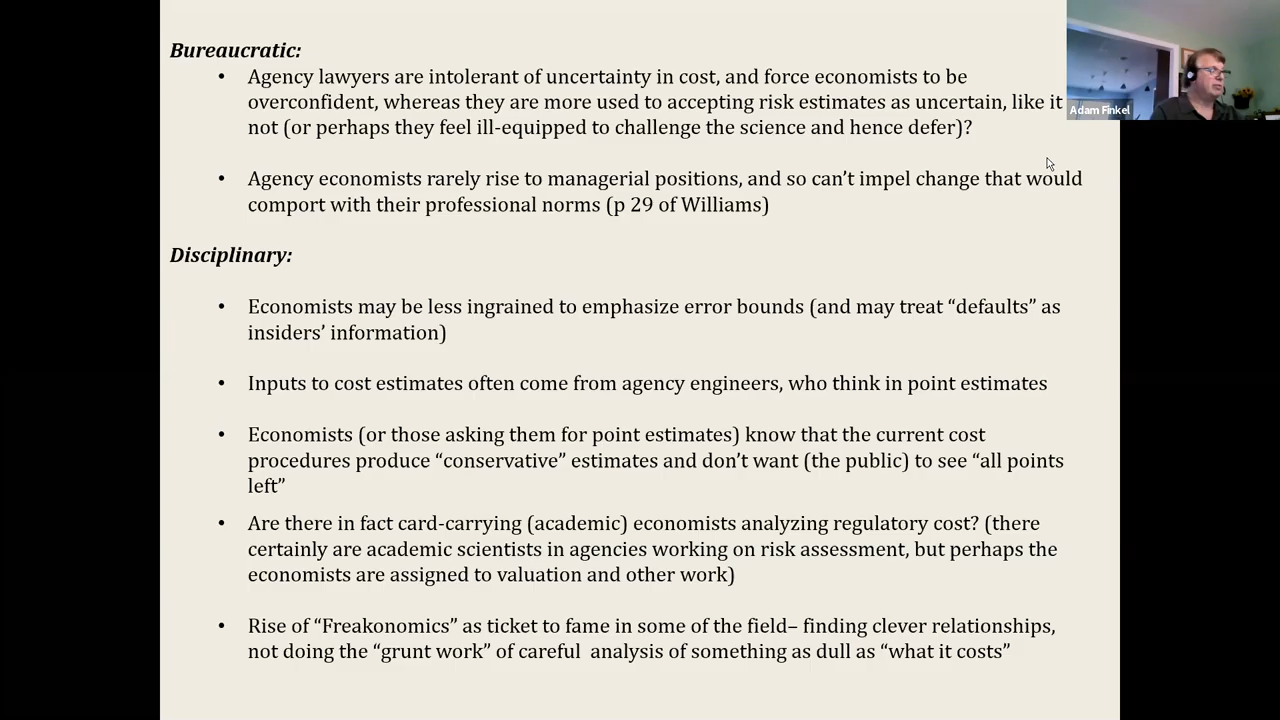 Bureaucratic:
• Agency lawyers are intolerant of uncertainty in cost, and force economists to be
overconfident, whereas they are more used to accepting risk estimates as uncertain, like it
not (or perhaps they feel ill-equipped to challenge the science and hence defer)?
• Agency economists rarely rise to managerial positions, and so can’t impel change that would
comport with their professional norms (p 29 of Williams)
Disciplinary:
• Economists may be less ingrained to emphasize error bounds (and may treat “defaults” as
insiders’ information)
• Inputs to cost estimates often come from agency engineers, who think in point estimates
• Economists (or those asking them for point estimates) know that the current cost
procedures produce “conservative” estimates and don’t want (the public) to see “all points
left”
• Are there in fact card-carrying (academic) economists analyzing regulatory cost? (there
certainly are academic scientists in agencies working on risk assessment, but perhaps the
economists are assigned to valuation and other work)
• Rise of “Freakonomics” as ticket to fame in some of the field– finding clever relationships,
not doing the “grunt work” of careful  analysis of something as dull as “what it costs”
Adam Finkel